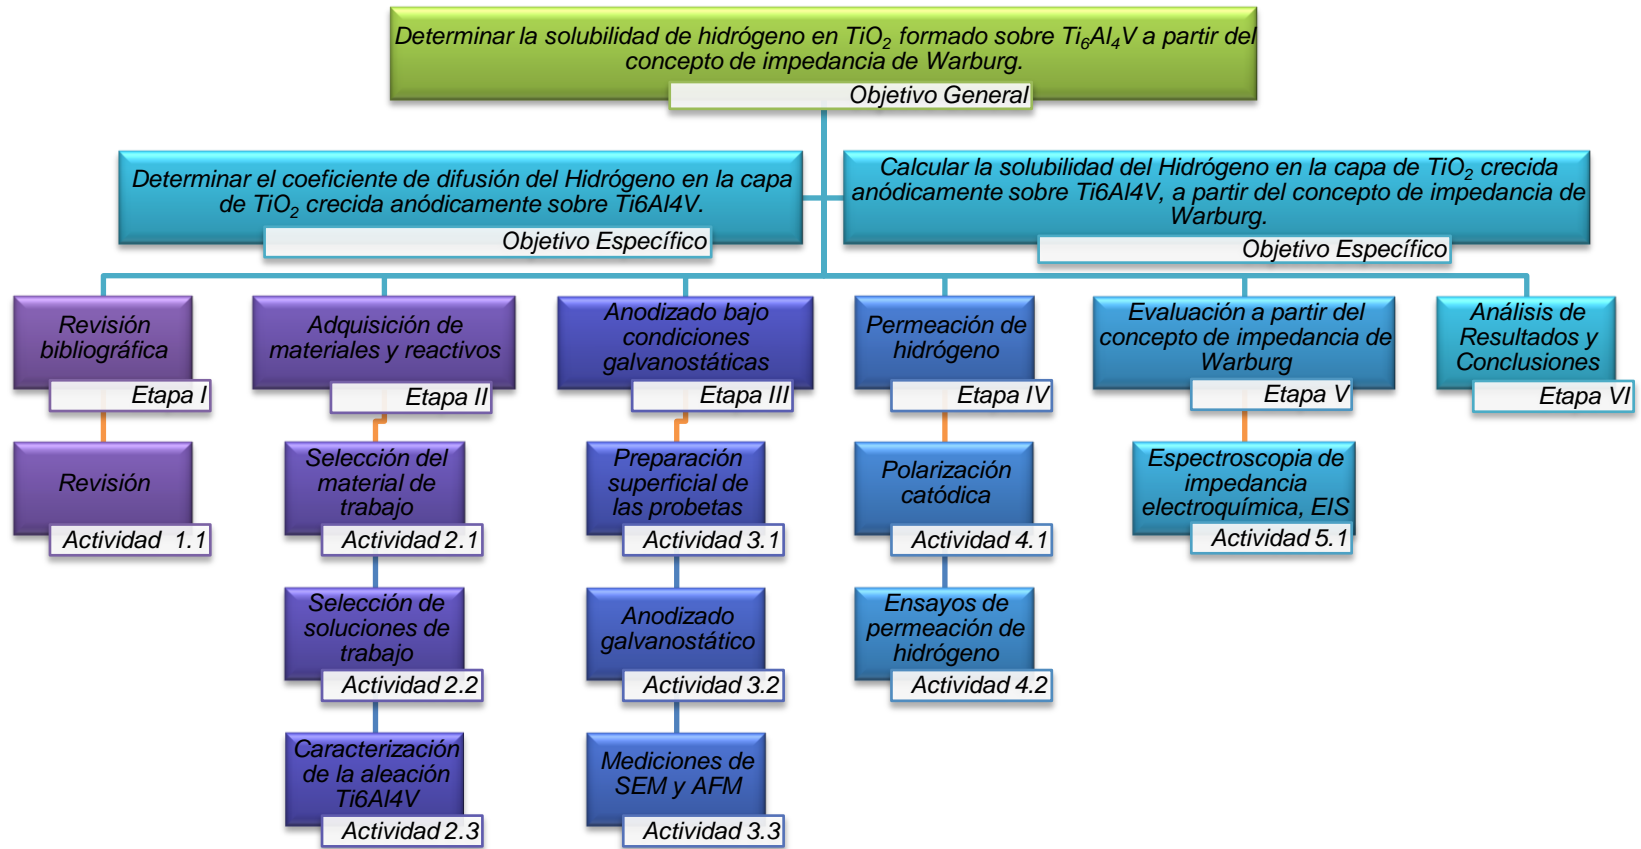 Determinar la solubilidad de hidrógeno en TiO2 formado sobre Ti6Al4V a partir del
concepto de impedancia de Warburg.
Objetivo General
Determinar el coeficiente de difusión del Hidrógeno en la capa
de TiO2 crecida anódicamente sobre Ti6Al4V.
Objetivo Específico
Calcular la solubilidad del Hidrógeno en la capa de TiO2 crecida
anódicamente sobre Ti6Al4V, a partir del concepto de impedancia de
Warburg.
Objetivo Específico
Revisión
bibliográfica
Etapa I
Adquisición de
materiales y reactivos
Etapa II
Anodizado bajo
condiciones
galvanostáticas
Etapa III
Permeación de
hidrógeno
Etapa IV
Evaluación a partir del
concepto de impedancia de
Warburg
Etapa V
Análisis de
Resultados y
Conclusiones
Etapa VI
Revisión
Actividad 1.1
Selección del
material de
trabajo
Actividad 2.1
Preparación
superficial de
las probetas
Actividad 3.1
Polarización
catódica
Actividad 4.1
Espectroscopia de
impedancia
electroquímica, EIS
Actividad 5.1
Selección de
soluciones de
trabajo
Actividad 2.2
Anodizado
galvanostático
Actividad 3.2
Ensayos de
permeación de
hidrógeno
Actividad 4.2
Caracterización
de la aleación
Ti6Al4V
Actividad 2.3
Mediciones de
SEM y AFM
Actividad 3.3